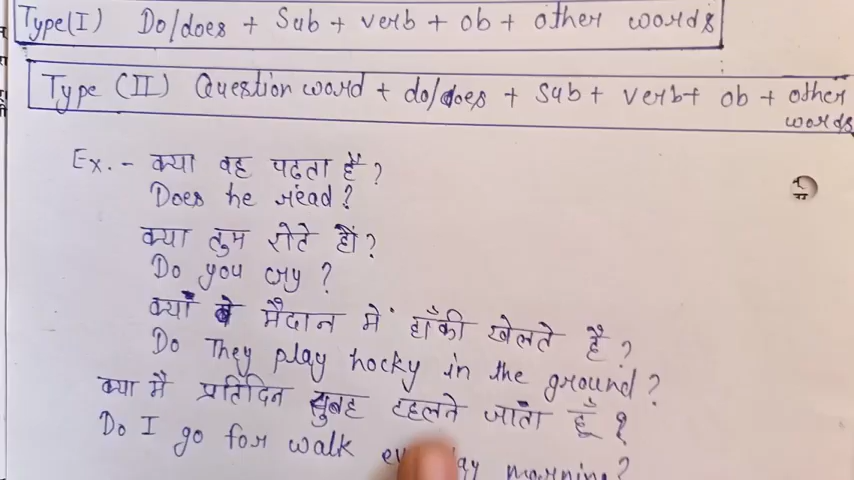 Type(I) Do/does + Sub + verb + ob + other words
Type (II) Question word + do/does + sub + verb + ob + other
words
Ex. - क्या वह पढ़ता है ?
Does he read ?
क्या तुम रोते हो ?
Do you cry ?
क्या वे मैदान में हॉकी खेलते है ?
Do They play hocky in the ground ?
क्या मै प्रतिदिन सुबह टहलने जाता हूँ ?
Do I go for walk morning ?